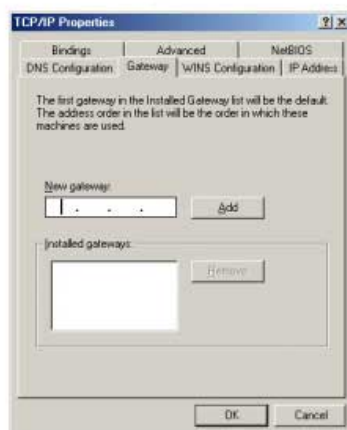 TCP/IP Properties
Bindings Advanced NetBIOS
DNS Configuration Gateway WINS Configuration IP Address
The first gateway in the Installed Gateway list will be the default.
The address order in the list will be the order in which these
machines are used.
New gateway:
. . .
Add
Installed gateways:
Remove
OK Cancel